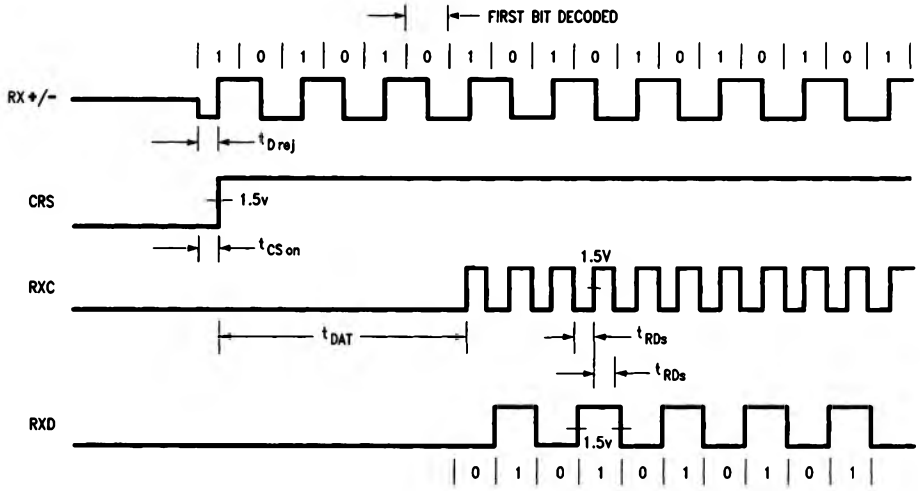 FIRST BIT DECODED
1 0 1 0 1 0 1 0 1 0 1 0 1 0 1 0 1
RX+/-
tDrej
CRS
1.5v
tCSon
1.5V
RXC
tDAT
tRDs
tRDs
RXD
1.5v
0 1 0 1 0 1 0 1 0 1